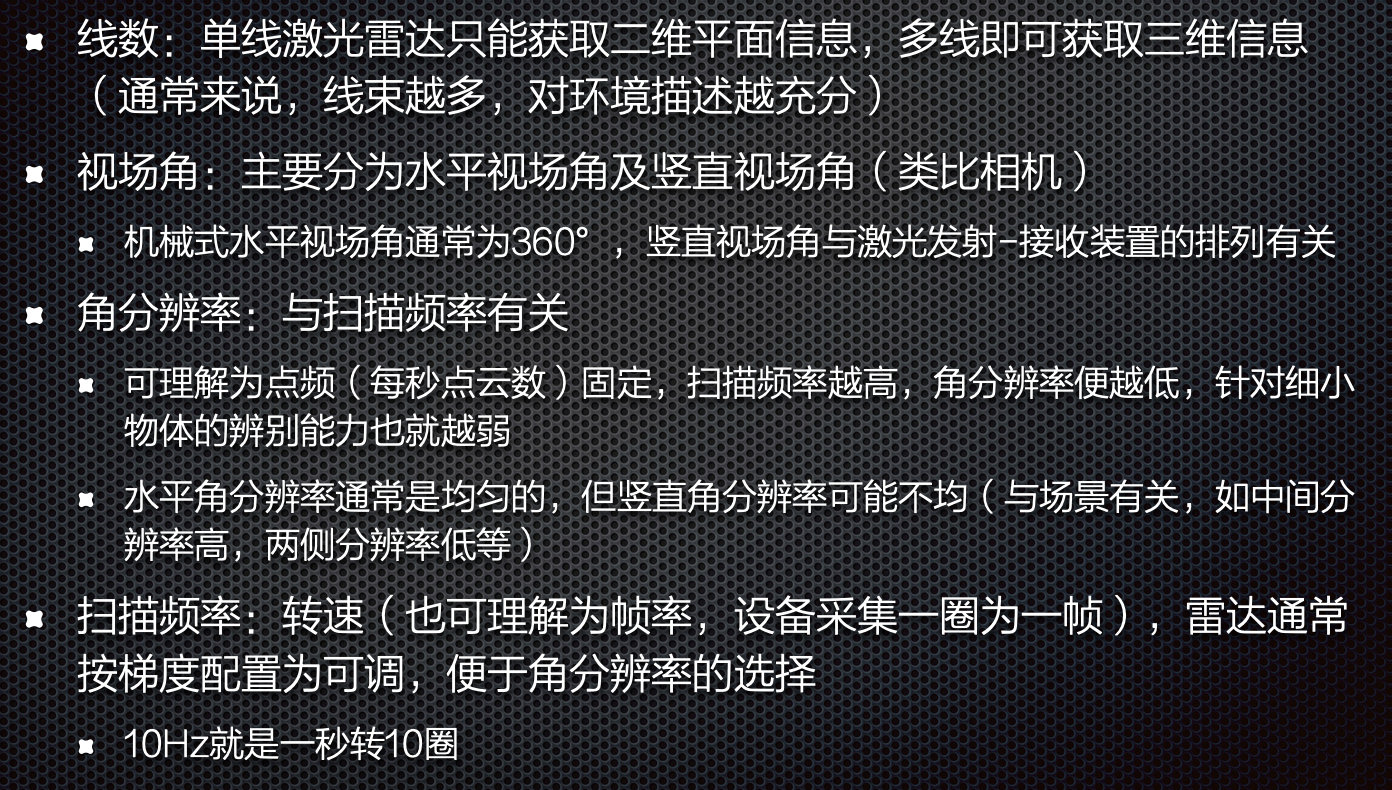 线数：单线激光雷达只能获取二维平面信息，多线即可获取三维信息
（通常来说，线束越多，对环境描述越充分）
视场角：主要分为水平视场角及竖直视场角（类比相机）
机械式水平视场角通常为360°，竖直视场角与激光发射-接收装置的排列有关
角分辨率：与扫描频率有关
可理解为点频（每秒点云数）固定，扫描频率越高，角分辨率便越低，针对细小
物体的辨别能力也就越弱
水平角分辨率通常是均匀的，但竖直角分辨率可能不均（与场景有关，如中间分
辨率高，两侧分辨率低等）
扫描频率：转速（也可理解为帧率，设备采集一圈为一帧），雷达通常
按梯度配置为可调，便于角分辨率的选择
10Hz就是一秒转10圈